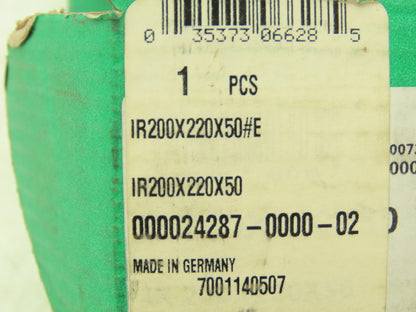 0 35373 06628 5
1 PCS
IR200X220X50#E
IR200X220X50
000024287-0000-02
MADE IN GERMANY
7001140507